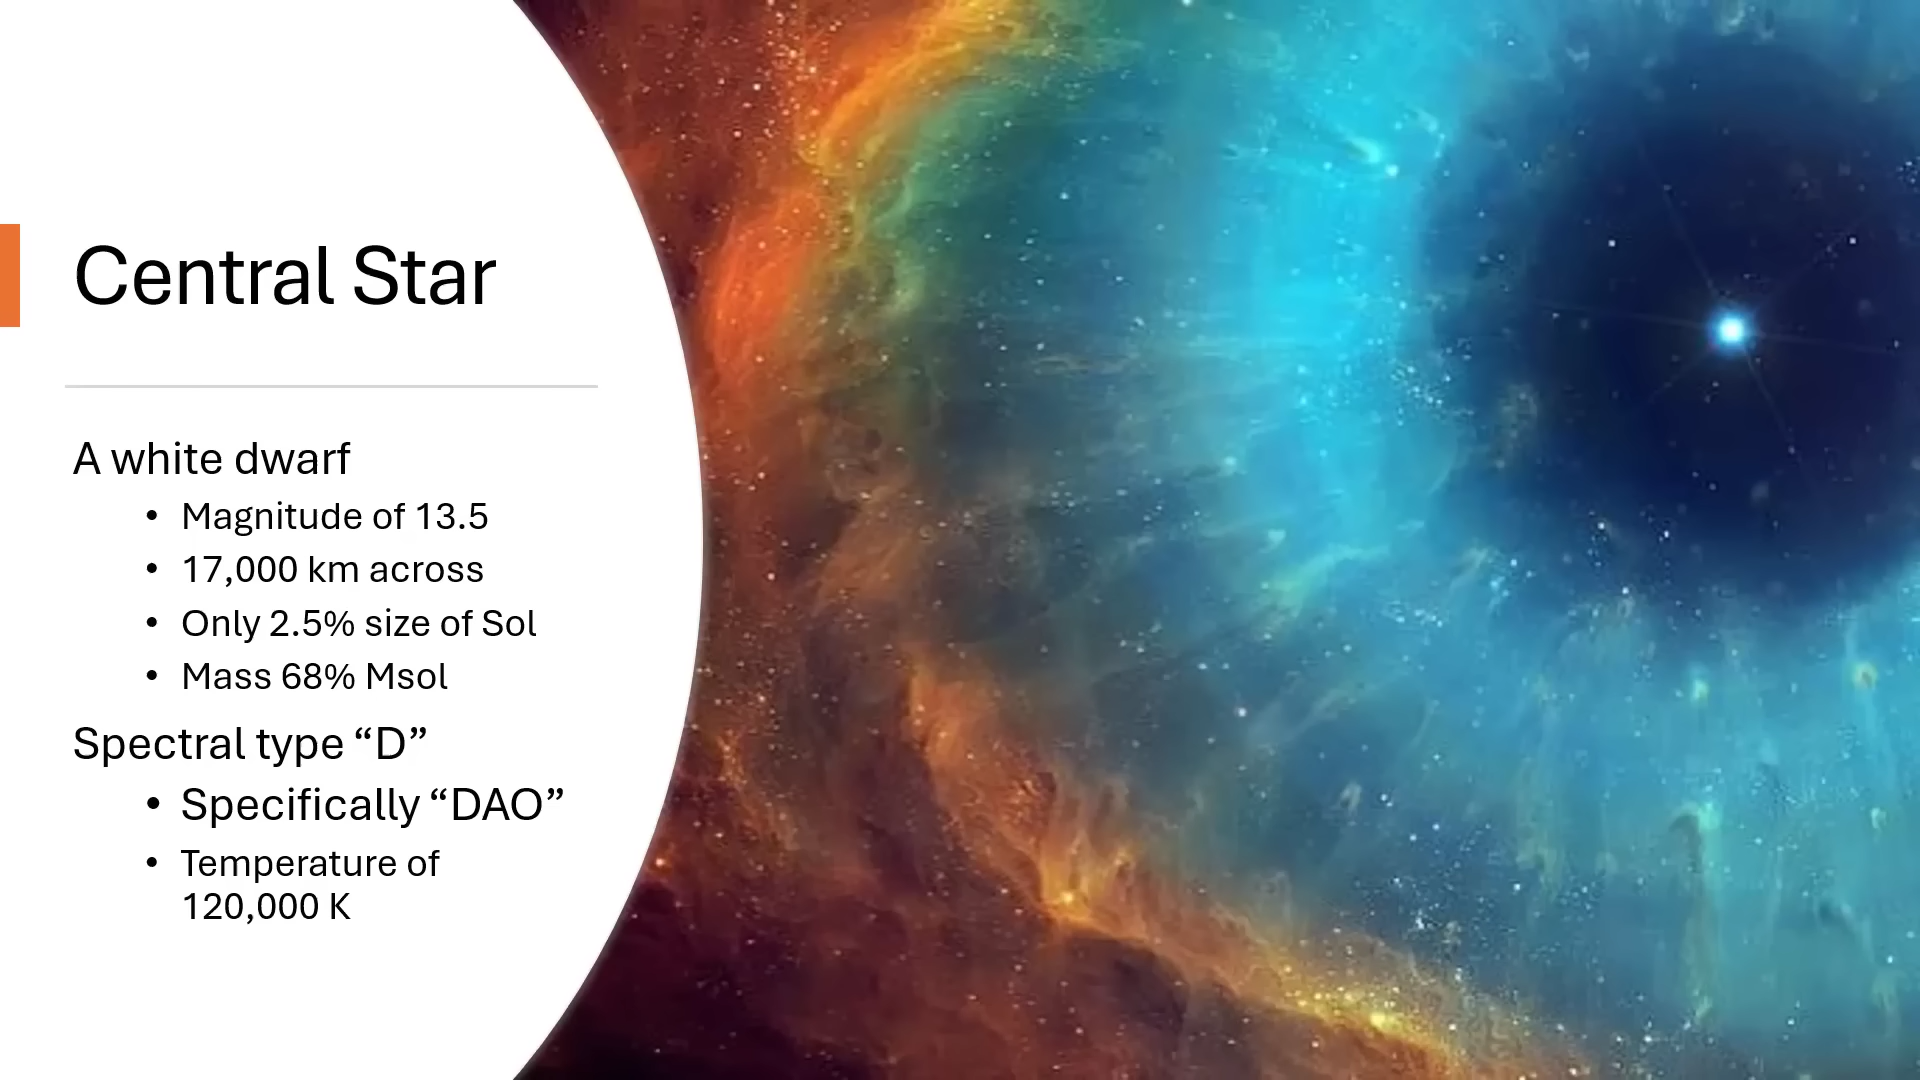 Central Star
A white dwarf
• Magnitude of 13.5
• 17,000 km across
• Only 2.5% size of Sol
• Mass 68% Msol
Spectral type “D”
• Specifically “DAO”
• Temperature of
120,000 K